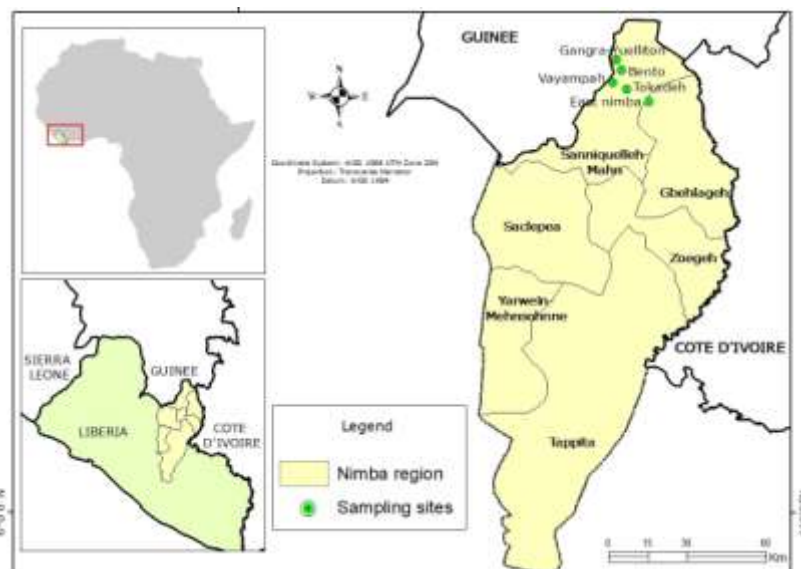 GUINEE
Gangra-Yuelliton
Bento
Vayampah
Tokadeh
East nimba
N
W
E
S
Sanniquelleh-
Mahn
Gbehlageh
Saclepea
Zoegeh
Yarwein-
Mehnsohnne
COTE D'IVOIRE
Tappita
SIERRA
LEONE
GUINEE
LIBERIA
COTE
D'IVOIRE
Legend
Nimba region
Sampling sites
0 15 30 60
Km